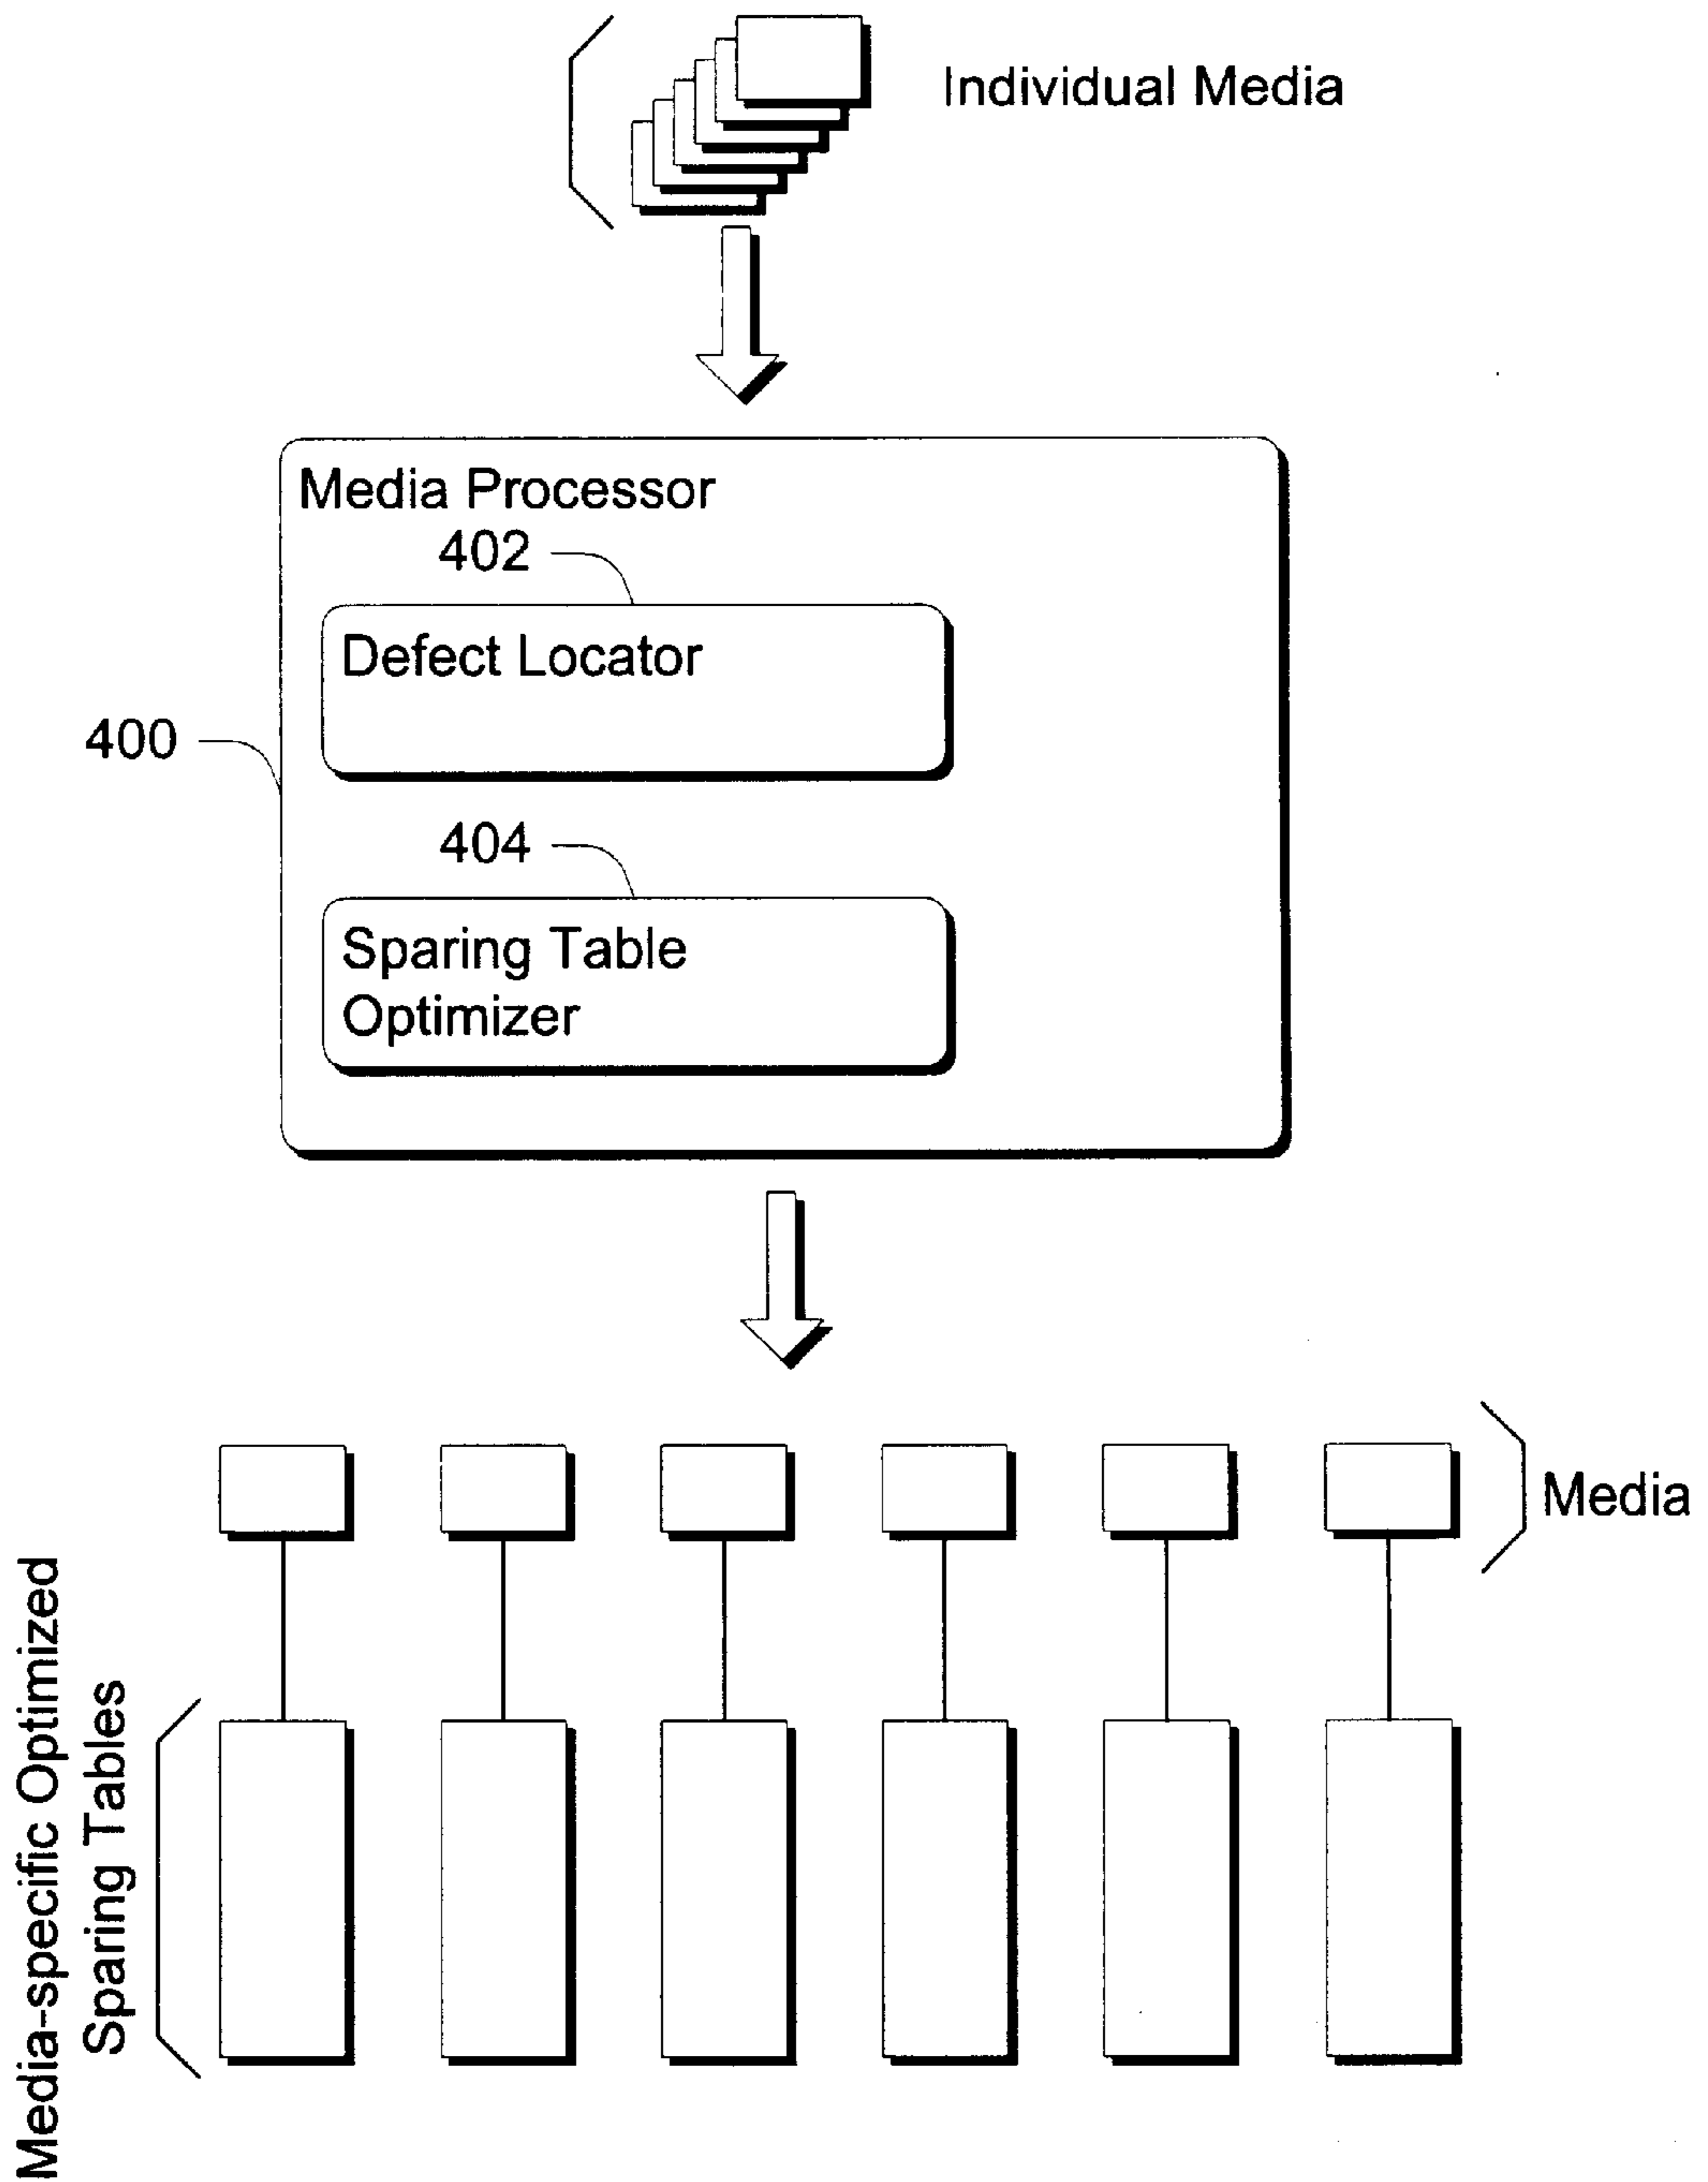 Individual Media
Media Processor
402
Defect Locator
400
404
Sparing Table
Optimizer
Media
Media-specific Optimized
Sparing Tables